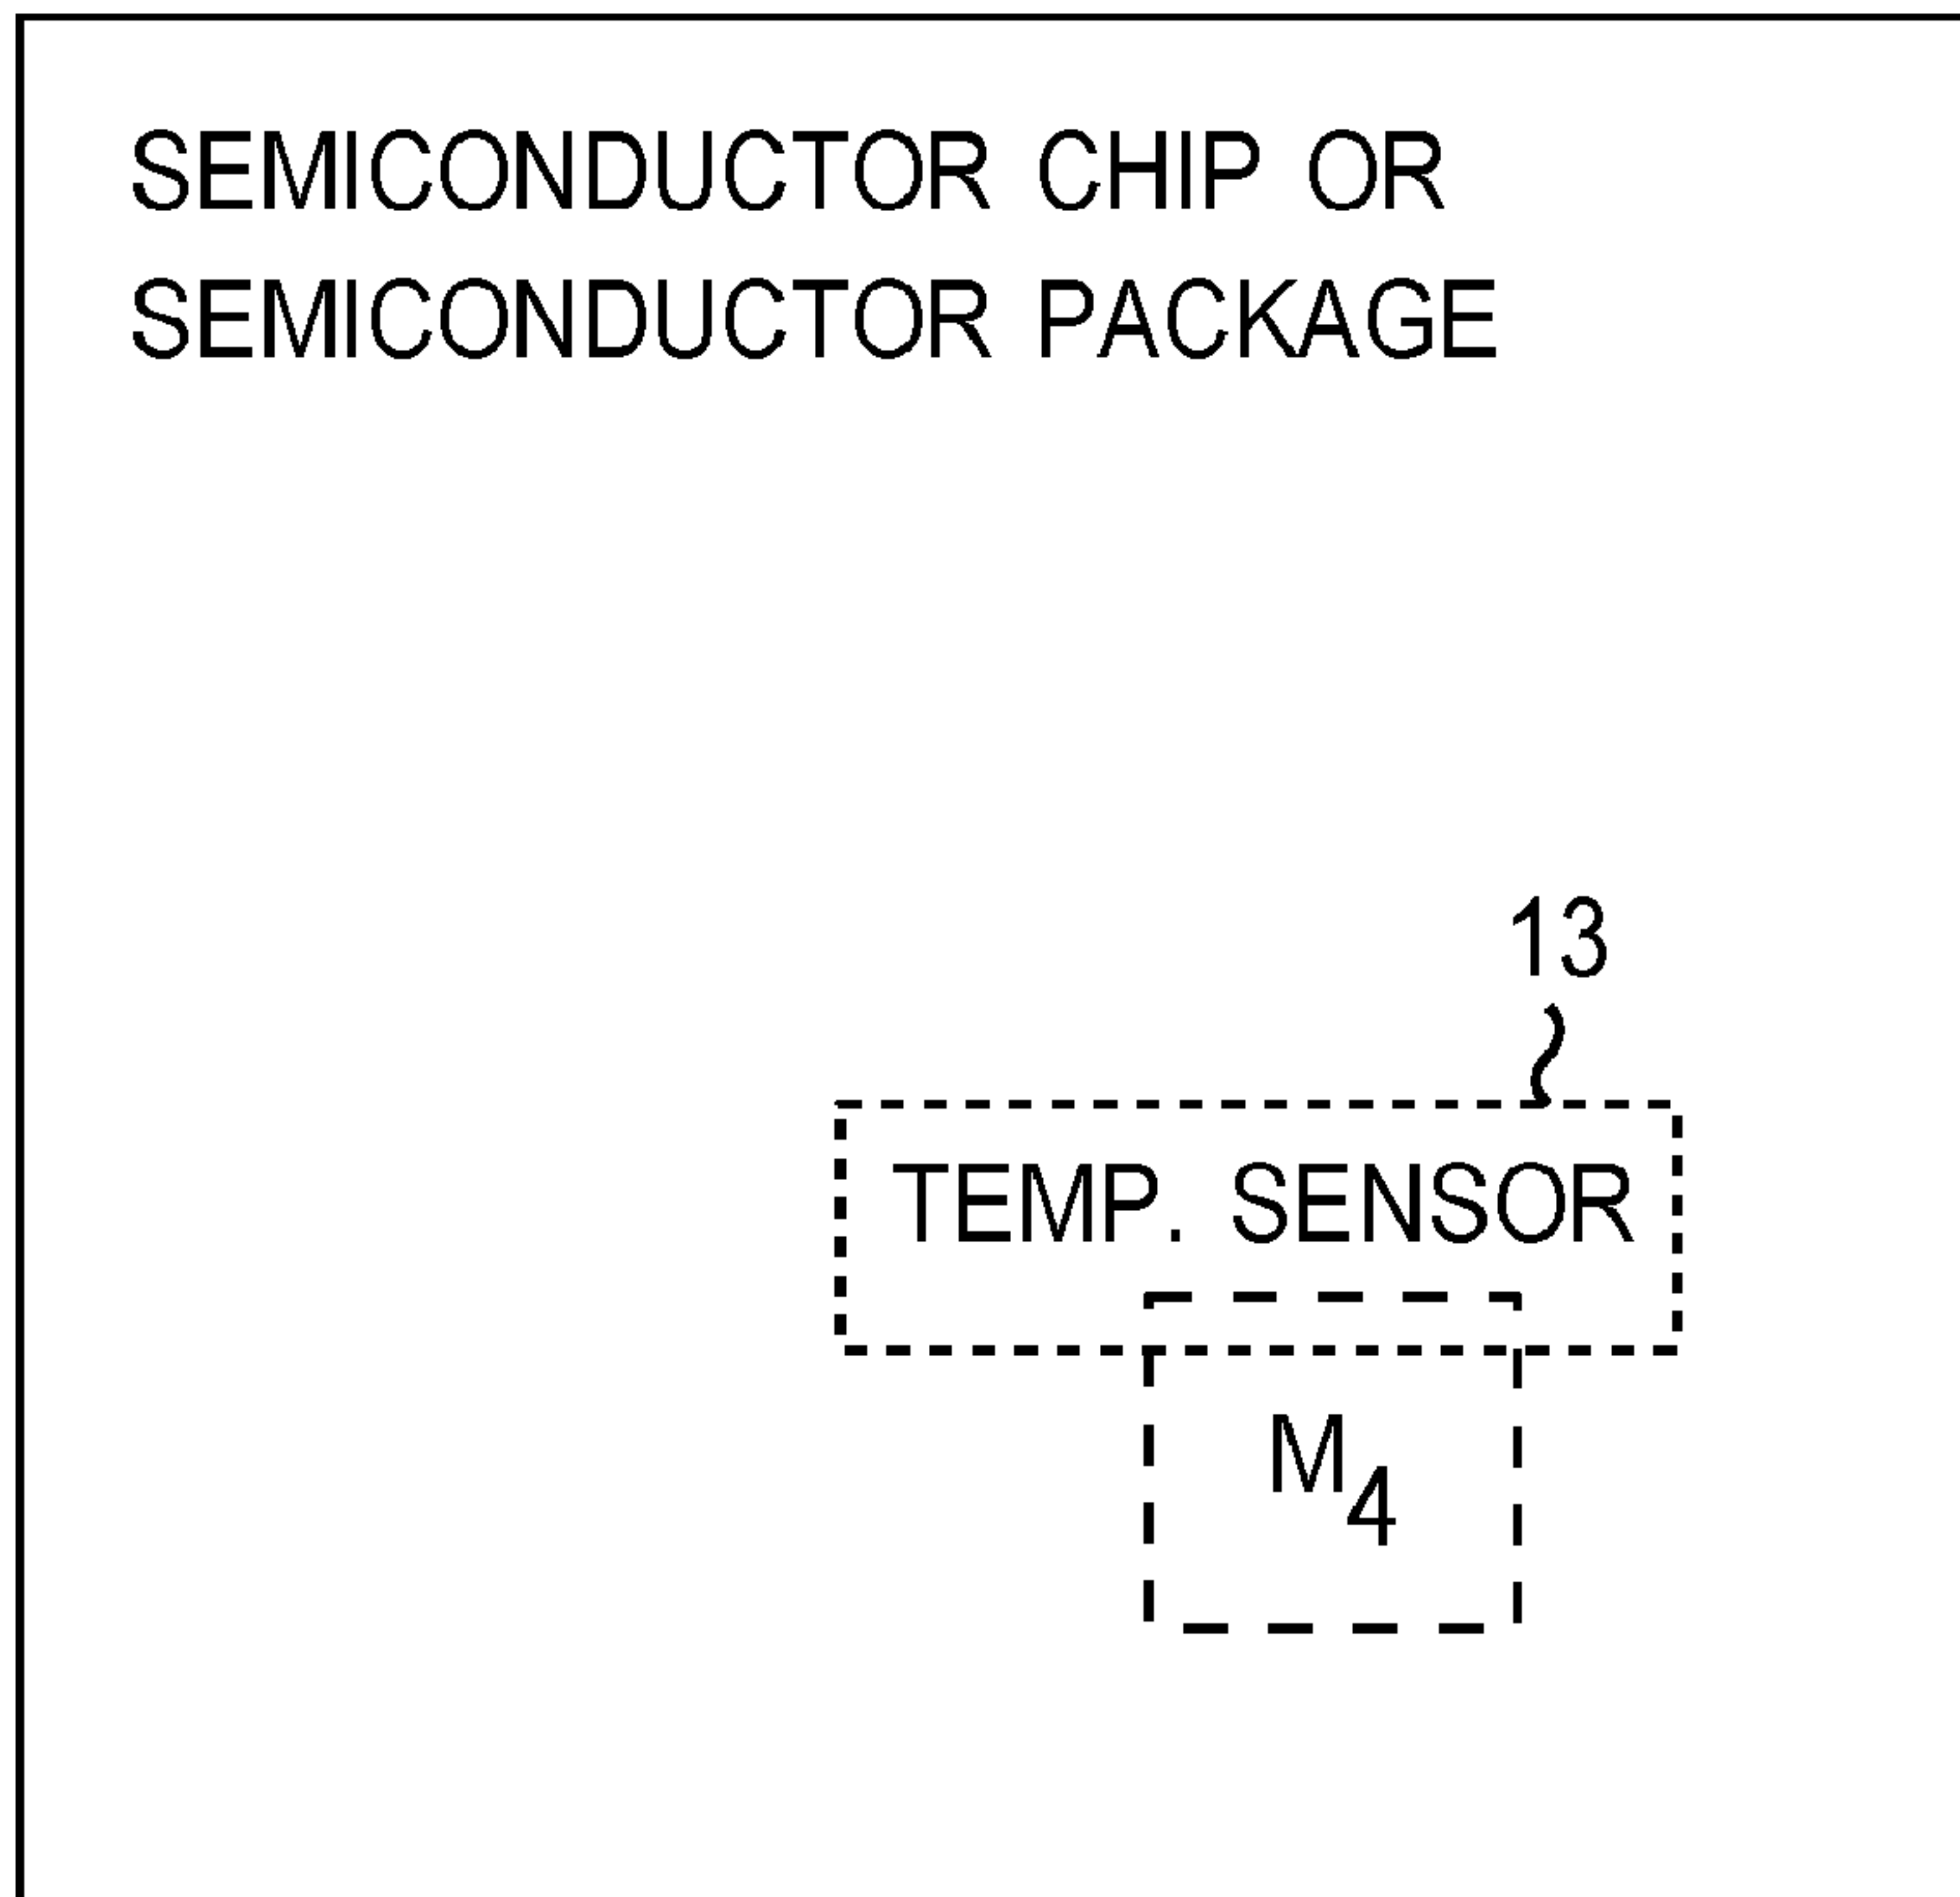 SEMICONDUCTOR CHIP OR
SEMICONDUCTOR PACKAGE
13
TEMP. SENSOR
M₄